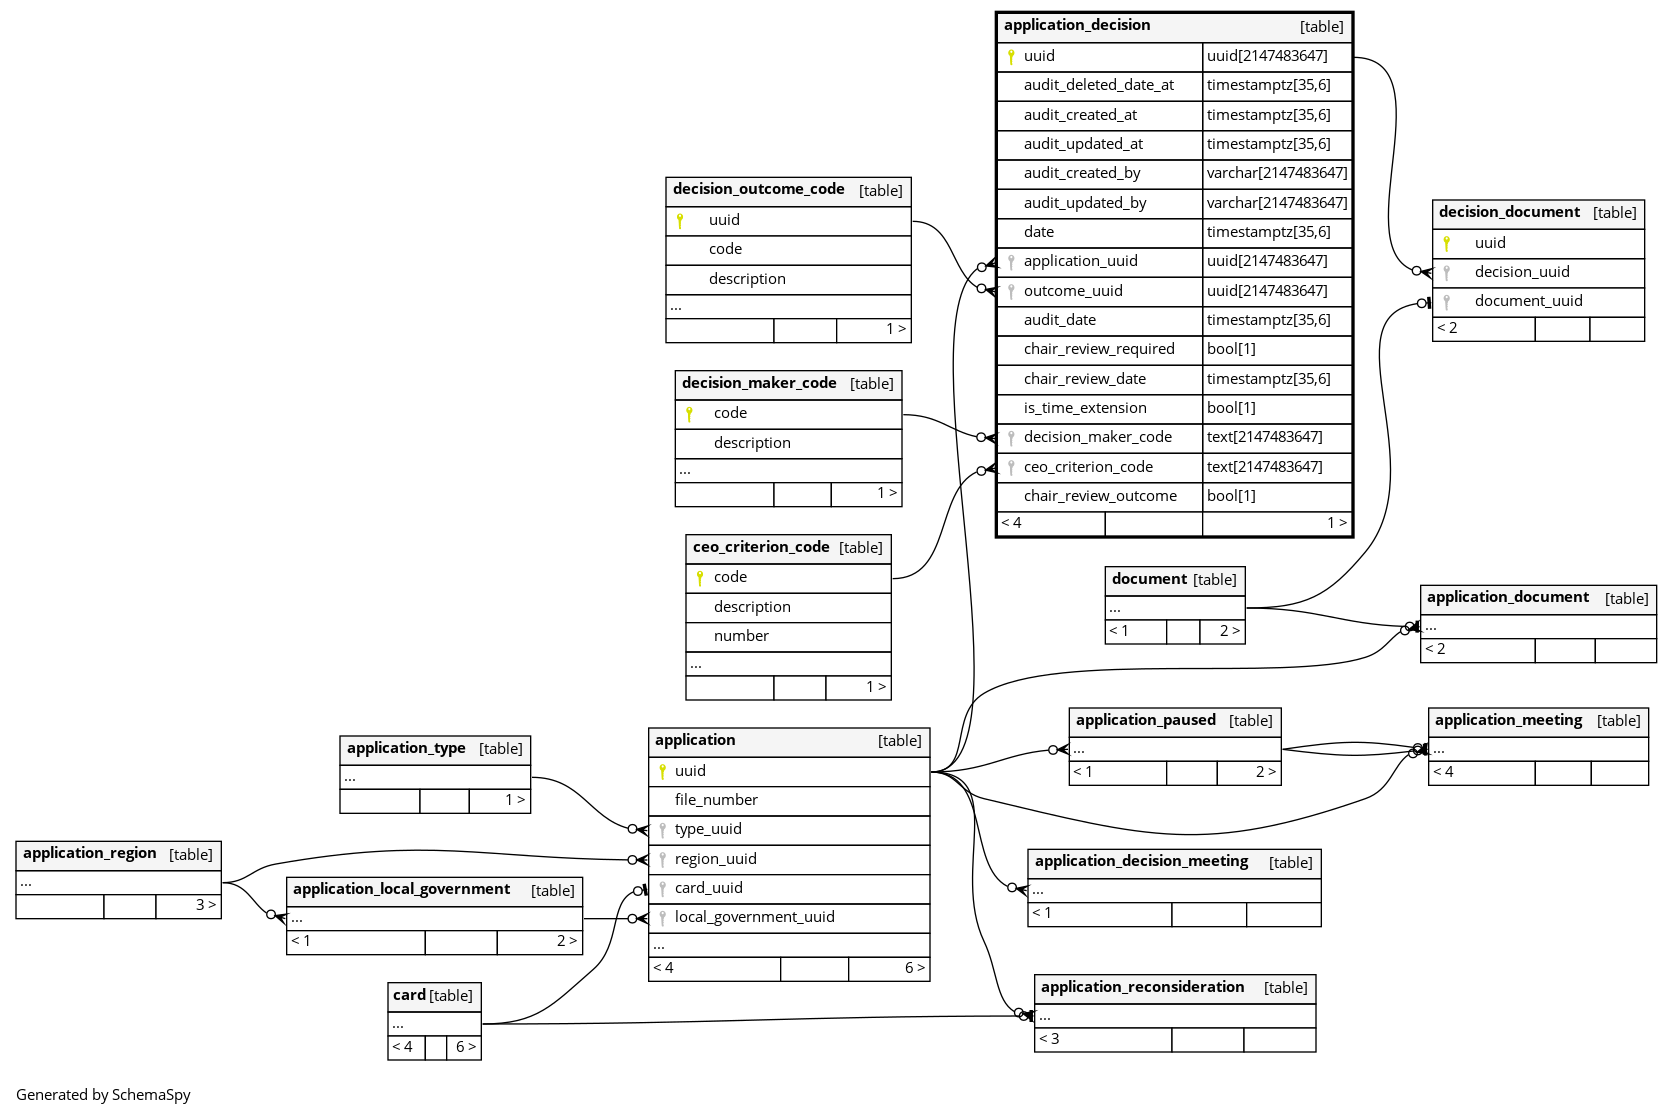 application_decision [table]
uuid uuid[2147483647]
audit_deleted_date_at timestamptz[35,6]
audit_created_at timestamptz[35,6]
audit_updated_at timestamptz[35,6]
audit_created_by varchar[2147483647]
audit_updated_by varchar[2147483647]
date timestamptz[35,6]
application_uuid uuid[2147483647]
outcome_uuid uuid[2147483647]
audit_date timestamptz[35,6]
chair_review_required bool[1]
chair_review_date timestamptz[35,6]
is_time_extension bool[1]
decision_maker_code text[2147483647]
ceo_criterion_code text[2147483647]
chair_review_outcome bool[1]
< 4 1 >
decision_outcome_code [table]
uuid
code
description
...
1 >
decision_document [table]
uuid
decision_uuid
document_uuid
< 2
decision_maker_code [table]
code
description
...
1 >
ceo_criterion_code [table]
code
description
number
...
1 >
document [table]
...
< 1 2 >
application_document [table]
...
< 2
application_paused [table]
...
< 1 2 >
application_meeting [table]
...
< 4
application [table]
uuid
file_number
type_uuid
region_uuid
card_uuid
local_government_uuid
...
< 4 6 >
application_type [table]
...
1 >
application_region [table]
...
3 >
application_local_government [table]
...
< 1 2 >
application_decision_meeting [table]
...
< 1
card [table]
...
< 4 6 >
application_reconsideration [table]
...
< 3
Generated by SchemaSpy